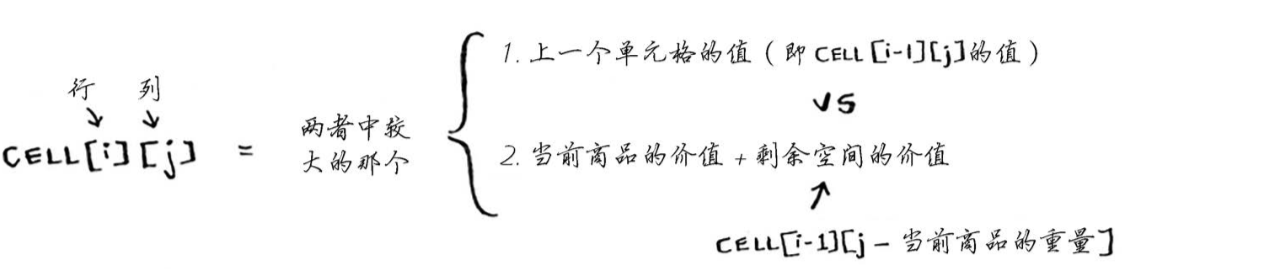 1. 上一个单元格的值（即 CELL[i-1][j]的值）
行 列
VS
CELL[i][j] = 两者中较
大的那个
2. 当前商品的价值 + 剩余空间的价值
CELL[i-1][j - 当前商品的重量]